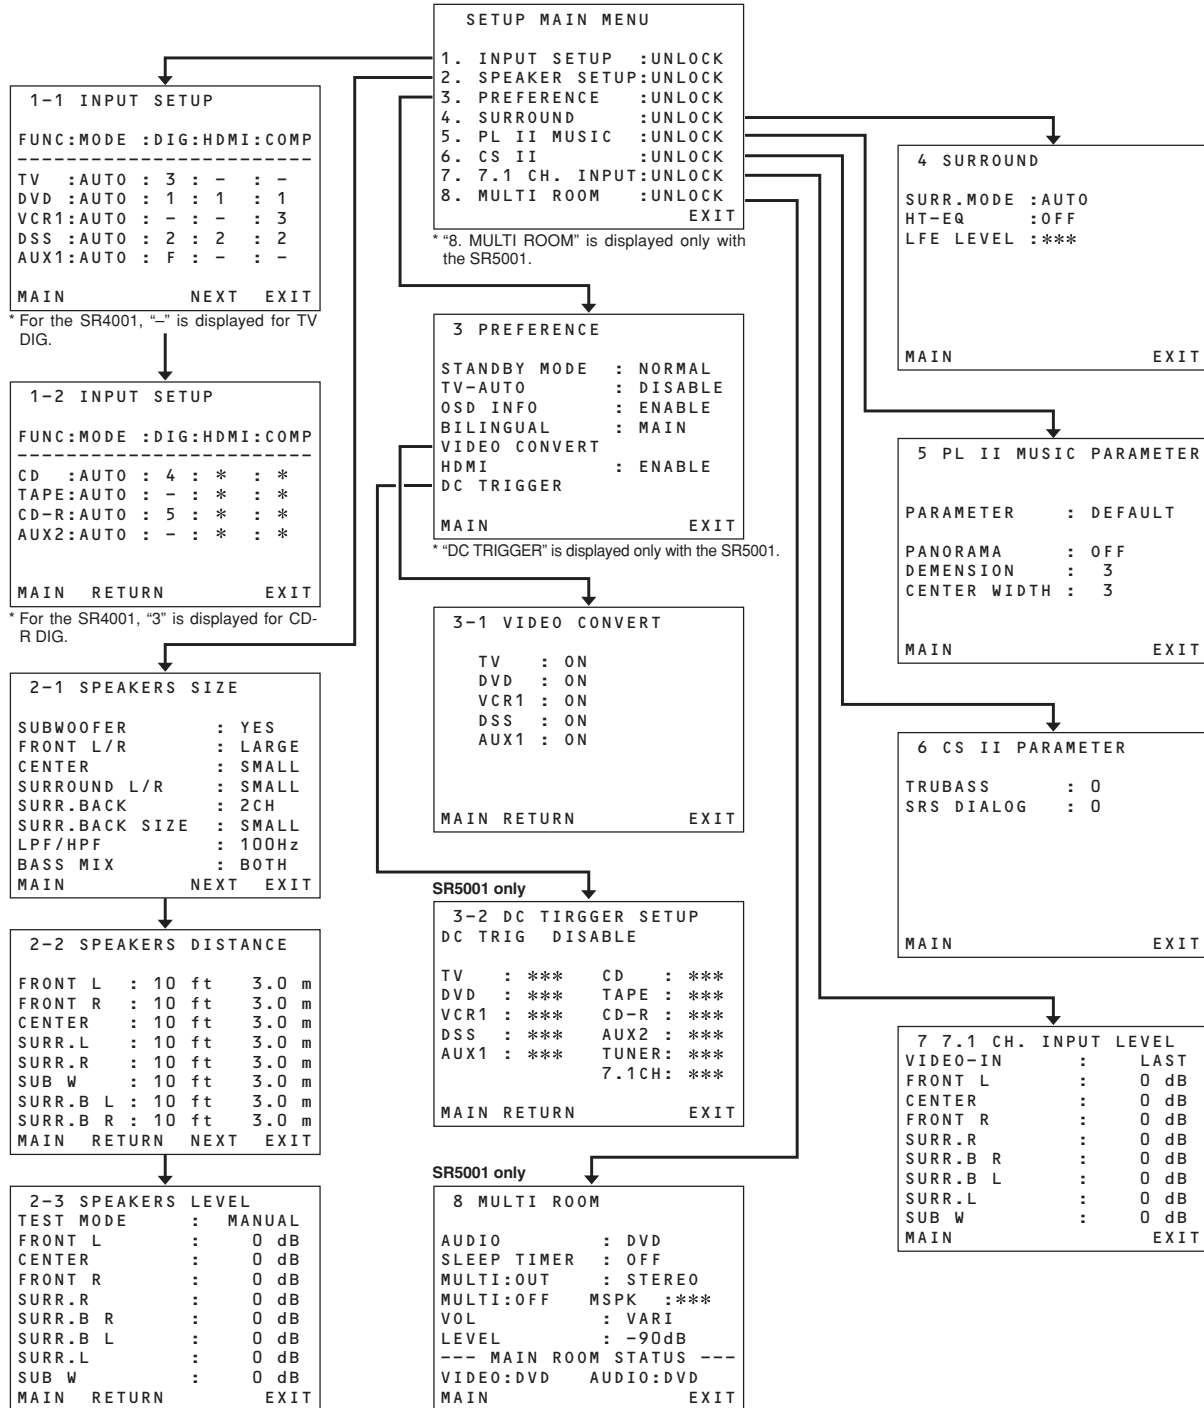 SETUP MAIN MENU
1. INPUT SETUP :UNLOCK
2. SPEAKER SETUP:UNLOCK
3. PREFERENCE :UNLOCK
4. SURROUND :UNLOCK
5. PL II MUSIC :UNLOCK
6. CS II :UNLOCK
7. 7.1 CH. INPUT:UNLOCK
8. MULTI ROOM :UNLOCK
EXIT
* “8. MULTI ROOM” is displayed only with
the SR5001.
1-1 INPUT SETUP
FUNC:MODE :DIG:HDMI:COMP
------------------------
TV :AUTO : 3 : - : -
DVD :AUTO : 1 : 1 : 1
VCR1:AUTO : - : - : 3
DSS :AUTO : 2 : 2 : 2
AUX1:AUTO : F : - : -
MAIN NEXT EXIT
* For the SR4001, “–” is displayed for TV
DIG.
1-2 INPUT SETUP
FUNC:MODE :DIG:HDMI:COMP
------------------------
CD :AUTO : 4 : * : *
TAPE:AUTO : - : * : *
CD-R:AUTO : 5 : * : *
AUX2:AUTO : - : * : *
MAIN RETURN EXIT
* For the SR4001, “3” is displayed for CD-
R DIG.
2-1 SPEAKERS SIZE
SUBWOOFER : YES
FRONT L/R : LARGE
CENTER : SMALL
SURROUND L/R : SMALL
SURR.BACK : 2CH
SURR.BACK SIZE : SMALL
LPF/HPF : 100Hz
BASS MIX : BOTH
MAIN NEXT EXIT
2-2 SPEAKERS DISTANCE
FRONT L : 10 ft 3.0 m
FRONT R : 10 ft 3.0 m
CENTER : 10 ft 3.0 m
SURR.L : 10 ft 3.0 m
SURR.R : 10 ft 3.0 m
SUB W : 10 ft 3.0 m
SURR.B L : 10 ft 3.0 m
SURR.B R : 10 ft 3.0 m
MAIN RETURN NEXT EXIT
2-3 SPEAKERS LEVEL
TEST MODE : MANUAL
FRONT L : 0 dB
CENTER : 0 dB
FRONT R : 0 dB
SURR.R : 0 dB
SURR.B R : 0 dB
SURR.B L : 0 dB
SURR.L : 0 dB
SUB W : 0 dB
MAIN RETURN EXIT
3 PREFERENCE
STANDBY MODE : NORMAL
TV-AUTO : DISABLE
OSD INFO : ENABLE
BILINGUAL : MAIN
VIDEO CONVERT
HDMI : ENABLE
DC TRIGGER
MAIN EXIT
* “DC TRIGGER” is displayed only with the SR5001.
3-1 VIDEO CONVERT
TV : ON
DVD : ON
VCR1 : ON
DSS : ON
AUX1 : ON
MAIN RETURN EXIT
SR5001 only
3-2 DC TIRGGER SETUP
DC TRIG DISABLE
TV : *** CD : ***
DVD : *** TAPE : ***
VCR1 : *** CD-R : ***
DSS : *** AUX2 : ***
AUX1 : *** TUNER: ***
7.1CH: ***
MAIN RETURN EXIT
SR5001 only
8 MULTI ROOM
AUDIO : DVD
SLEEP TIMER : OFF
MULTI:OUT : STEREO
MULTI:OFF MSPK :***
VOL : VARI
LEVEL : -90dB
--- MAIN ROOM STATUS ---
VIDEO:DVD AUDIO:DVD
MAIN EXIT
4 SURROUND
SURR.MODE :AUTO
HT-EQ :OFF
LFE LEVEL :***
MAIN EXIT
5 PL II MUSIC PARAMETER
PARAMETER : DEFAULT
PANORAMA : OFF
DEMENSION : 3
CENTER WIDTH : 3
MAIN EXIT
6 CS II PARAMETER
TRUBASS : 0
SRS DIALOG : 0
MAIN EXIT
7 7.1 CH. INPUT LEVEL
VIDEO-IN : LAST
FRONT L : 0 dB
CENTER : 0 dB
FRONT R : 0 dB
SURR.R : 0 dB
SURR.B R : 0 dB
SURR.B L : 0 dB
SURR.L : 0 dB
SUB W : 0 dB
MAIN EXIT